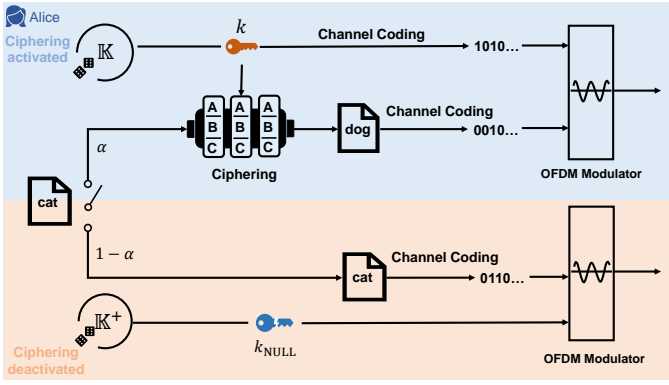 Alice
Ciphering
activated
𝕂
k
Channel Coding
1010...
A A A
B B B
C C C
Ciphering
dog
Channel Coding
0010...
OFDM Modulator
α
cat
1 − α
cat
Channel Coding
0110...
𝕂⁺
k_NULL
Ciphering
deactivated
OFDM Modulator